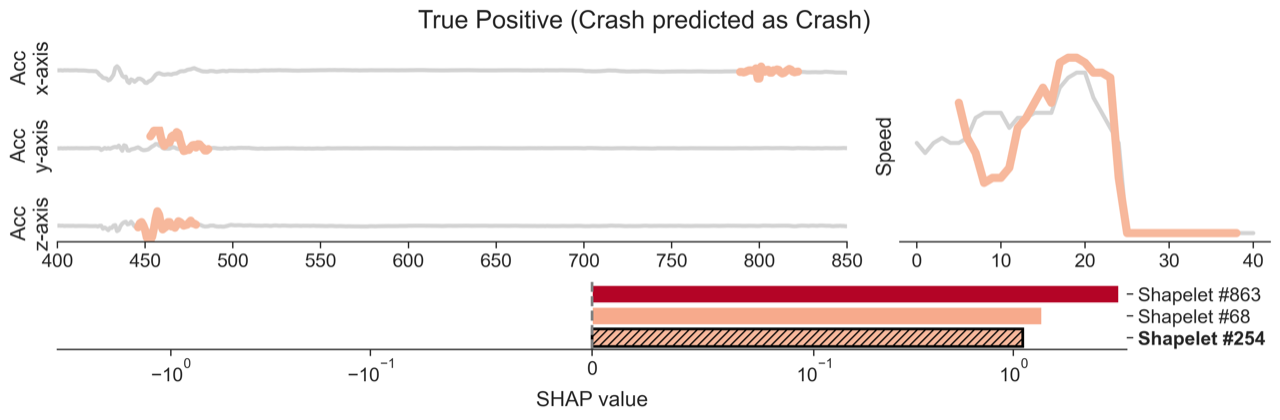 True Positive (Crash predicted as Crash)
Acc
x-axis
Acc
y-axis
Acc
z-axis
400 450 500 550 600 650 700 750 800 850
Speed
0 10 20 30 40
Shapelet #863
Shapelet #68
Shapelet #254
−10⁰ −10⁻¹ 0 10⁻¹ 10⁰
SHAP value